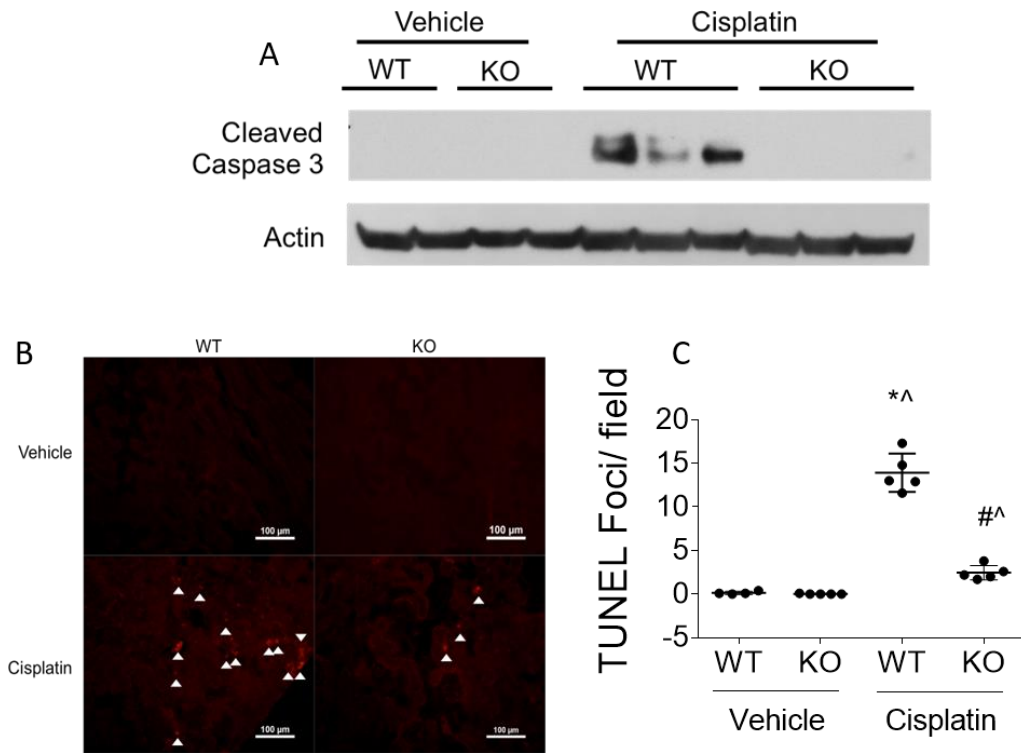 A
Vehicle
Cisplatin
WT
KO
WT
KO
Cleaved
Caspase 3
Actin
B
WT
KO
Vehicle
100 µm
100 µm
Cisplatin
100 µm
100 µm
C
TUNEL Foci/ field
*^
#^
20
15
10
5
0
-5
WT
KO
WT
KO
Vehicle
Cisplatin